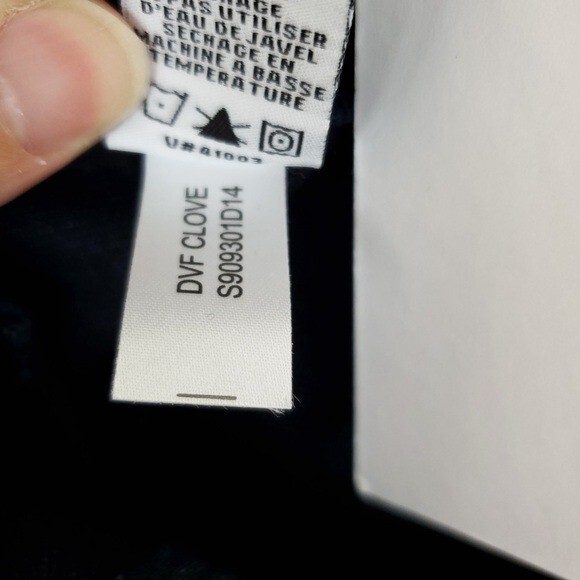 PAS UTILISER
D'EAU DE JAVEL
SECHAGE EN
MACHINE A BASSE
TEMPERATURE
DVF CLOVE
S909301D14